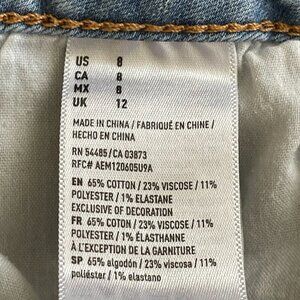 US 8
CA 8
MX 8
UK 12
MADE IN CHINA / FABRIQUÉ EN CHINE /
HECHO EN CHINA
RN 54485/CA 03873
RFC# AEM120605U9A
EN 65% COTTON / 23% VISCOSE / 11%
POLYESTER / 1% ELASTANE
EXCLUSIVE OF DECORATION
FR 65% COTON / 23% VISCOSE / 11%
POLYESTER / 1% ÉLASTHANNE
À L'EXCEPTION DE LA GARNITURE
SP 65% algodón / 23% viscosa / 11%
poliéster / 1% elastano